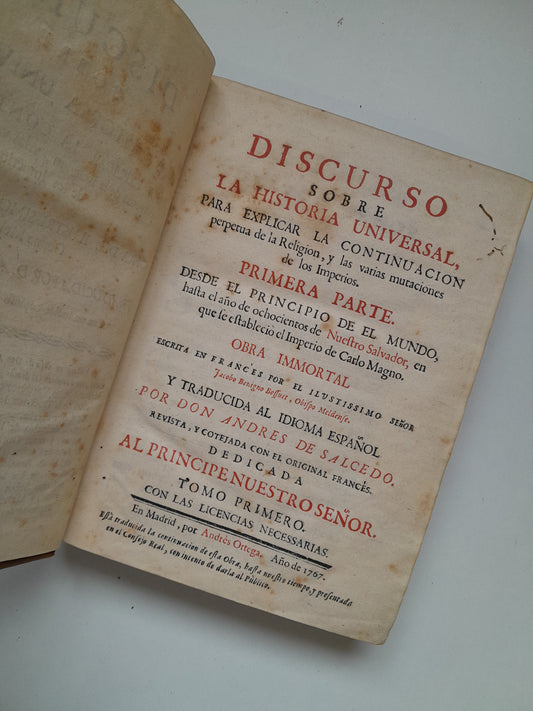 DISCURSO
SOBRE
LA HISTORIA UNIVERSAL,
PARA EXPLICAR LA CONTINUACION
perpetua de la Religion, y las varias mutaciones
de los Imperios.
PRIMERA PARTE.
DESDE EL PRINCIPIO DE EL MUNDO,
hasta el año de ochocientos de Nuestro Salvador, en
que se estableciò el Imperio de Carlo Magno.
OBRA IMMORTAL
ESCRITA EN FRANCES POR EL ILUSTISSIMO SEÑOR
Jacobo Benigno Bossuet, Obispo Meldense.
Y TRADUCIDA AL IDIOMA ESPAÑOL
POR DON ANDRES DE SALCEDO.
REVISTA, Y COTEJADA CON EL ORIGINAL FRANCÉS.
DEDICADA
AL PRINCIPE NUESTRO SEÑOR.
TOMO PRIMERO.
CON LAS LICENCIAS NECESSARIAS.
En Madrid, por Andrès Ortega. Año de 1767.
Està traducida la continuacion de esta Obra, hasta nuestro tiempo, y presentado
en el Consejo Real, con intento de darla al Público.